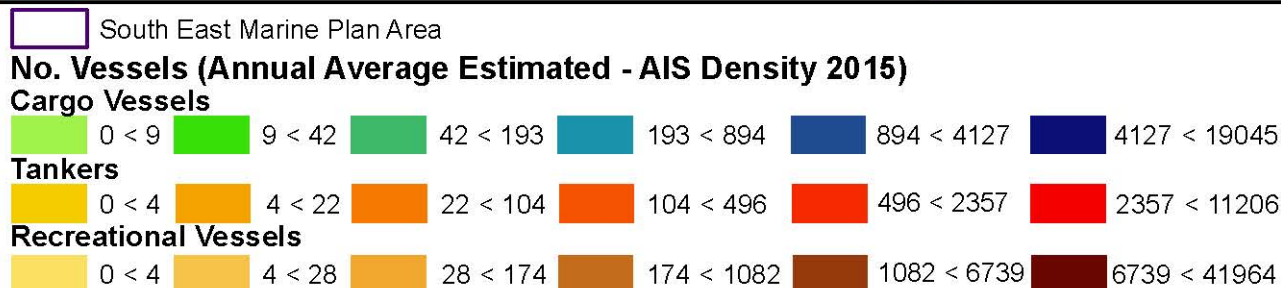 South East Marine Plan Area
No. Vessels (Annual Average Estimated - AIS Density 2015)
Cargo Vessels
0 < 9 9 < 42 42 < 193 193 < 894 894 < 4127 4127 < 19045
Tankers
0 < 4 4 < 22 22 < 104 104 < 496 496 < 2357 2357 < 11206
Recreational Vessels
0 < 4 4 < 28 28 < 174 174 < 1082 1082 < 6739 6739 < 41964